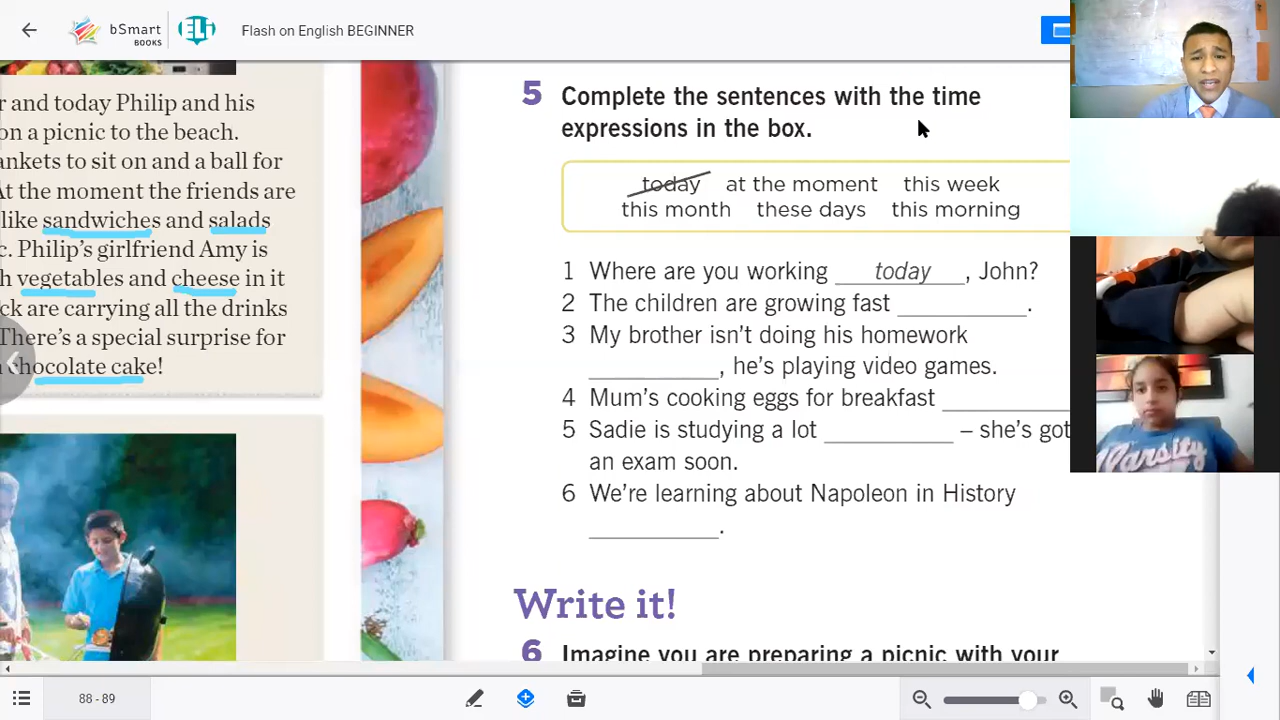 bSmart
BOOKS
ELi
Flash on English BEGINNER
r and today Philip and his
on a picnic to the beach.
ankets to sit on and a ball for
At the moment the friends are
like sandwiches and salads
c. Philip's girlfriend Amy is
h vegetables and cheese in it
ck are carrying all the drinks
There's a special surprise for
chocolate cake!
5 Complete the sentences with the time
expressions in the box.
today at the moment this week
this month these days this morning
1 Where are you working today, John?
2 The children are growing fast ____________.
3 My brother isn't doing his homework
____________, he's playing video games.
4 Mum's cooking eggs for breakfast ____________
5 Sadie is studying a lot ____________ – she's got
an exam soon.
6 We're learning about Napoleon in History
____________.
Write it!
6 Imagine you are preparing a picnic with your
88 - 89
Varsity